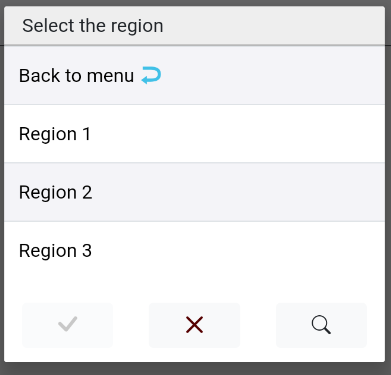 Select the region
Back to menu
Region 1
Region 2
Region 3